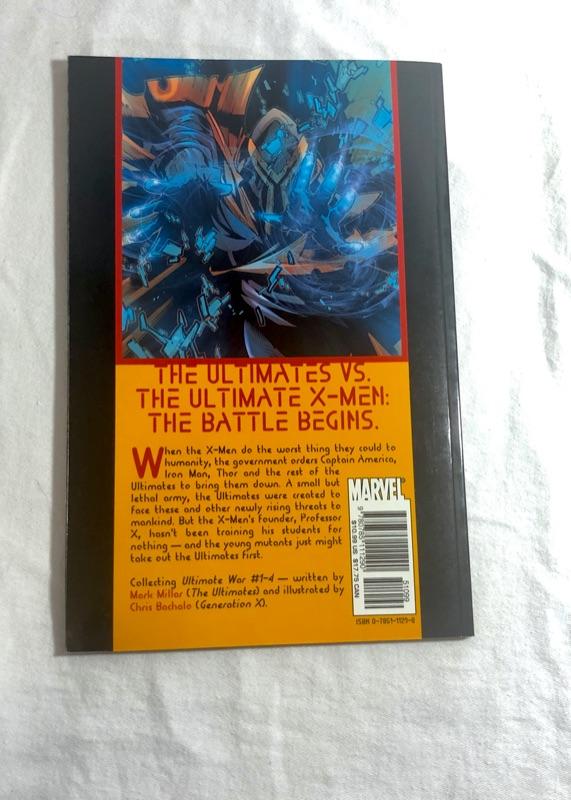 THE ULTIMATES VS.
THE ULTIMATE X-MEN:
THE BATTLE BEGINS.
When the X-Men do the worst thing they could to
humanity, the government orders Captain America,
Iron Man, Thor and the rest of the
Ultimates to bring them down. A small but
lethal army, the Ultimates were created to
face these and other newly rising threats to
mankind. But the X-Men's founder, Professor
X, hasn't been training his students for
nothing — and the young mutants just might
take out the Ultimates first.
Collecting Ultimate War #1-4 — written by
Mark Millar (The Ultimates) and illustrated by
Chris Bachalo (Generation X).
MARVEL
9 780785 111290
$10.99 US $17.75 CAN
51099
ISBN 0-7851-1129-8